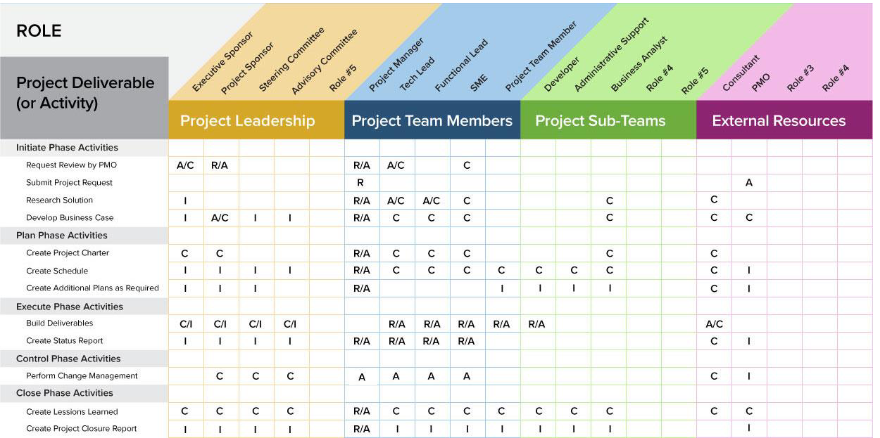 ROLE
Executive Sponsor
Project Sponsor
Steering Committee
Advisory Committee
Role #5
Project Manager
Tech Lead
Functional Lead
SME
Project Team Member
Developer
Administrative Support
Business Analyst
Role #4
Role #5
Consultant
PMO
Role #3
Role #4
Project Deliverable
(or Activity)
Project Leadership Project Team Members Project Sub-Teams External Resources
Initiate Phase Activities
Request Review by PMO A/C R/A R/A A/C C
Submit Project Request R A
Research Solution I R/A A/C A/C C C C
Develop Business Case I A/C I I R/A C C C C C C
Plan Phase Activities
Create Project Charter C C R/A C C C C C
Create Schedule I I I I R/A C C C C C C C C I
Create Additional Plans as Required I I I R/A I I I I C I
Execute Phase Activities
Build Deliverables C/I C/I C/I C/I R/A R/A R/A R/A R/A A/C
Create Status Report I I I I R/A R/A R/A R/A C I
Control Phase Activities
Perform Change Management C C C A A A A C I
Close Phase Activities
Create Lessions Learned C C C C R/A C C C C C C C C C
Create Project Closure Report I I I I R/A I I I I I I I I